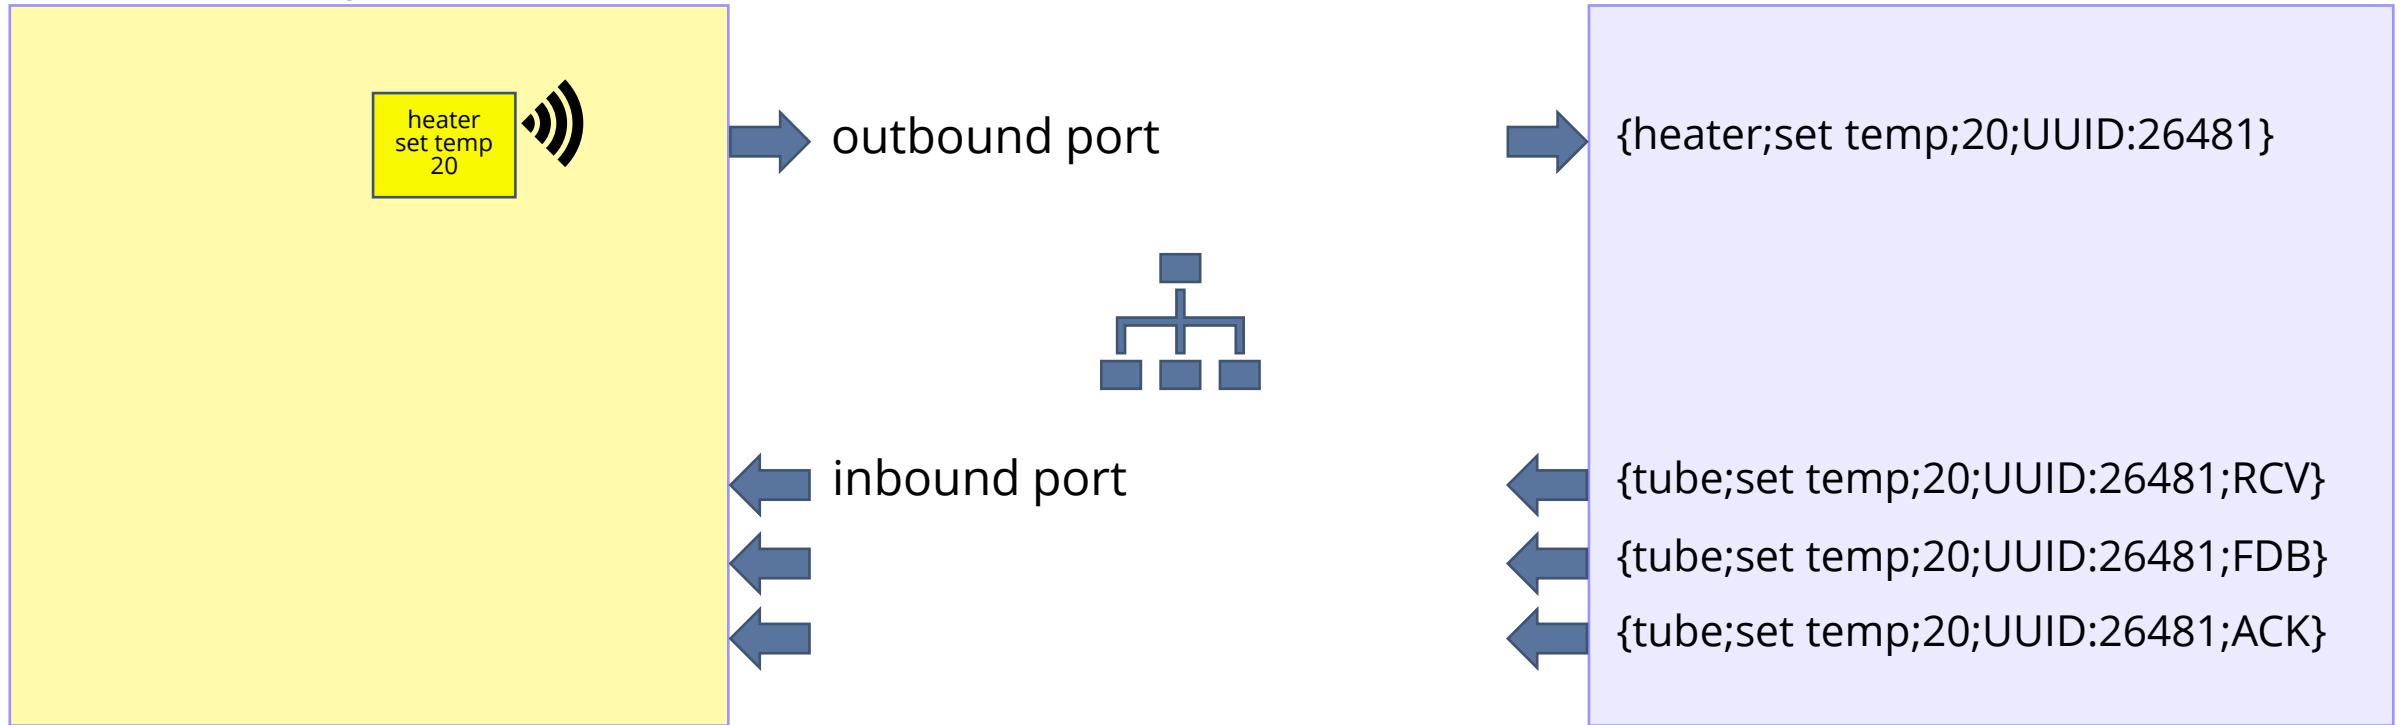 heater
set temp
20
outbound port
{heater;set temp;20;UUID:26481}
inbound port
{tube;set temp;20;UUID:26481;RCV}
{tube;set temp;20;UUID:26481;FDB}
{tube;set temp;20;UUID:26481;ACK}